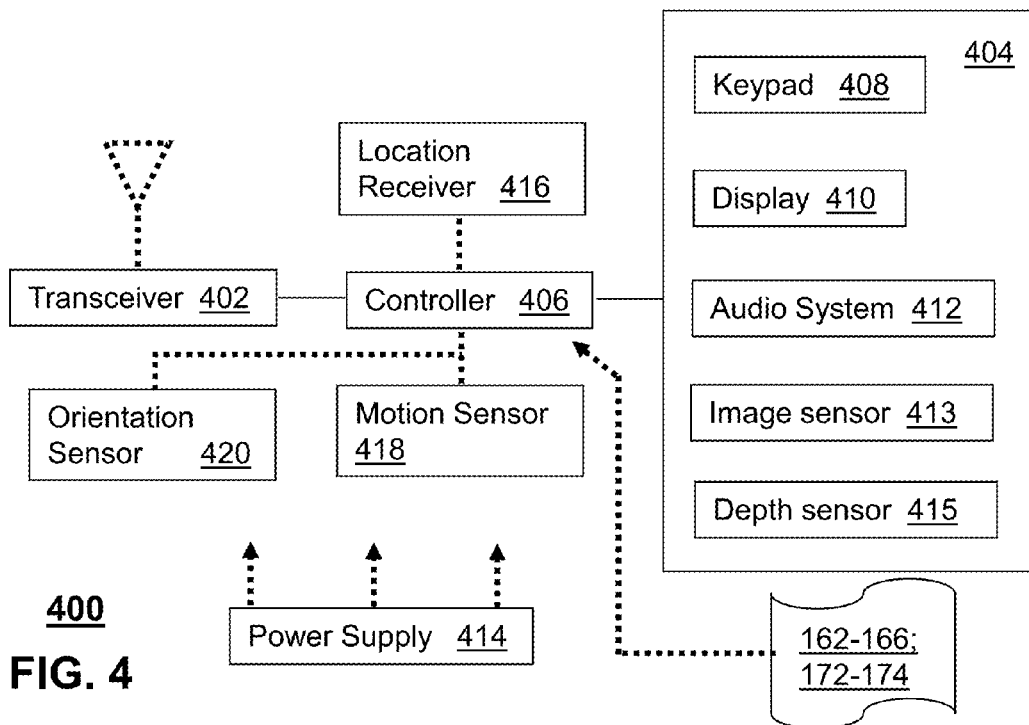 404
Keypad 408
Location
Receiver 416
Display 410
Transceiver 402
Controller 406
Audio System 412
Orientation
Sensor 420
Motion Sensor
418
Image sensor 413
Depth sensor 415
400
Power Supply 414
FIG. 4
162-166;
172-174